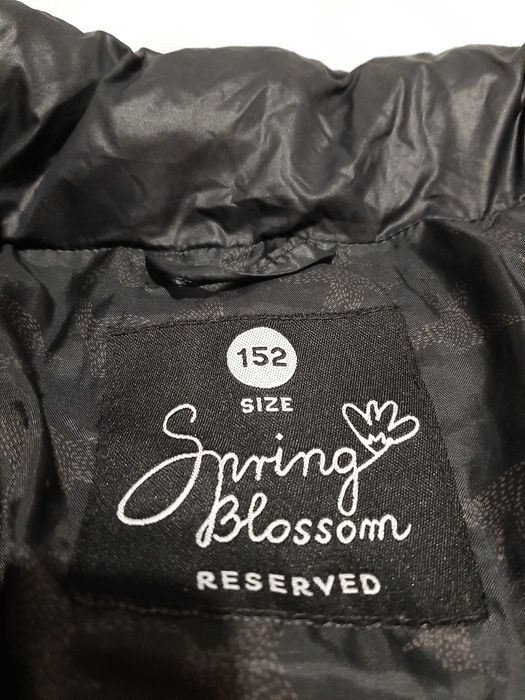 152
SIZE
Spring
Blossom
RESERVED